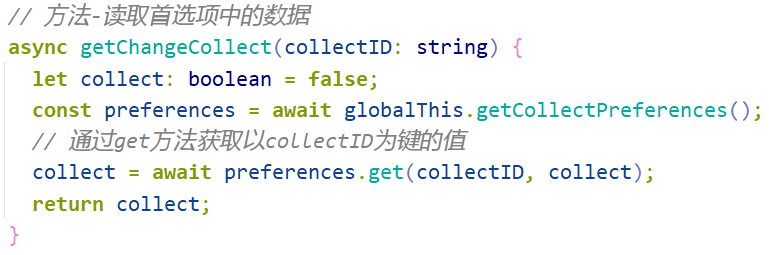 // 方法-读取首选项中的数据
async getChangeCollect(collectID: string) {
  let collect: boolean = false;
  const preferences = await globalThis.getCollectPreferences();
  // 通过get方法获取以collectID为键的值
  collect = await preferences.get(collectID, collect);
  return collect;
}